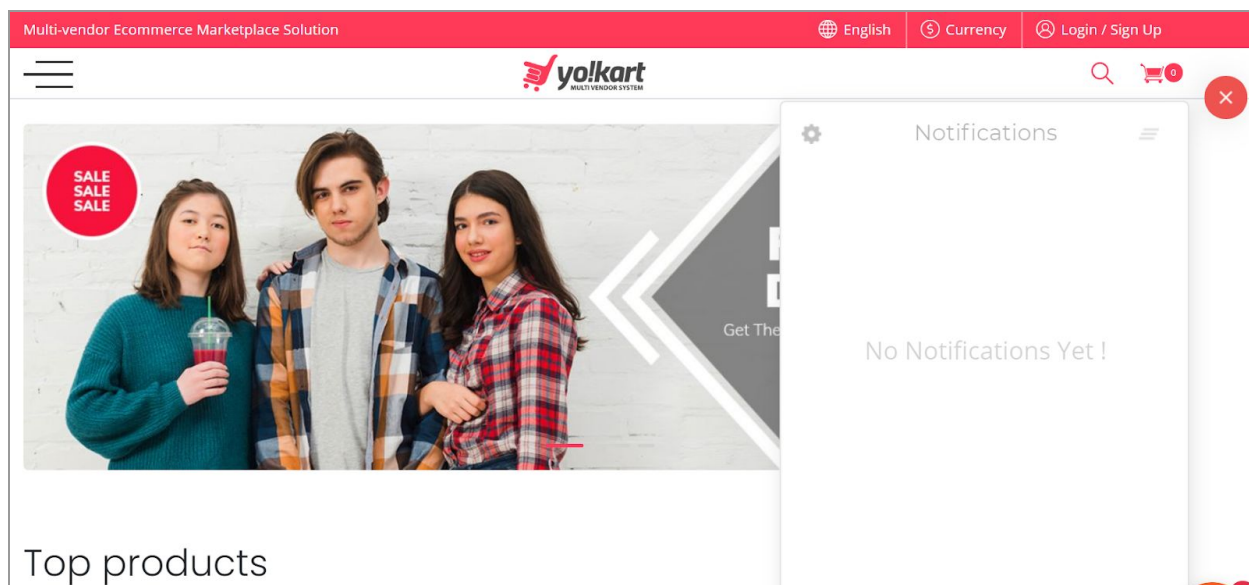 Multi-vendor Ecommerce Marketplace Solution
English
Currency
Login / Sign Up
yo!kart
MULTI VENDOR SYSTEM
0
Notifications
SALE
SALE
SALE
Get The
No Notifications Yet !
Top products